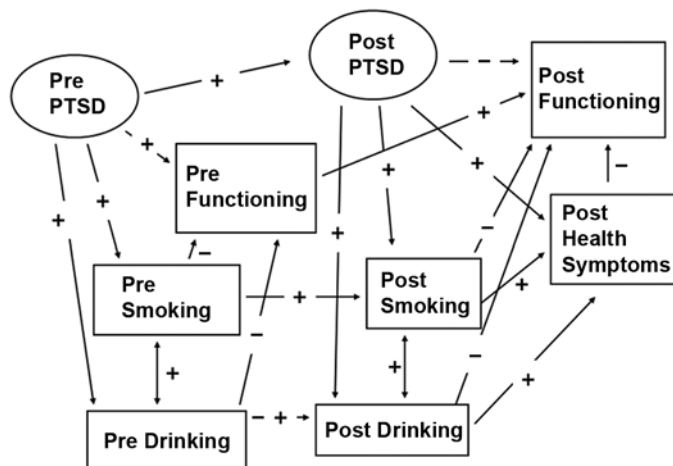 Pre
PTSD
Post
PTSD
Post
Functioning
Pre
Functioning
Post
Health
Symptoms
Pre
Smoking
Post
Smoking
Pre Drinking
Post Drinking
+
–
+
+
+
+
+
+
+
–
–
–
+
–
+
+
–
+
+
– +